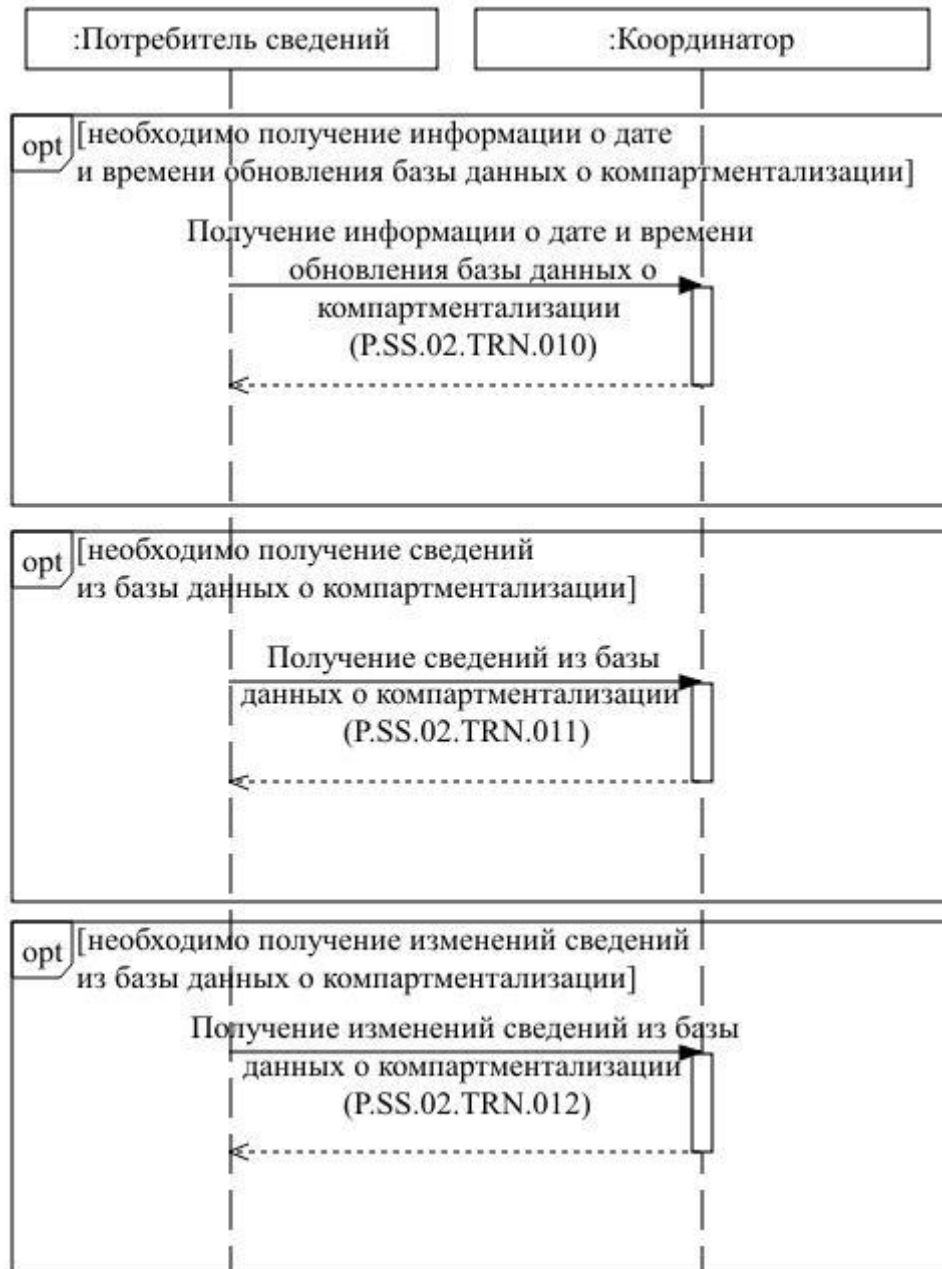 :Потребитель сведений
:Координатор
opt
[необходимо получение информации о дате
и времени обновления базы данных о компартментализации]
Получение информации о дате и времени
обновления базы данных о
компартментализации
(P.SS.02.TRN.010)
opt
[необходимо получение сведений
из базы данных о компартментализации]
Получение сведений из базы
данных о компартментализации
(P.SS.02.TRN.011)
opt
[необходимо получение изменений сведений
из базы данных о компартментализации]
Получение изменений сведений из базы
данных о компартментализации
(P.SS.02.TRN.012)